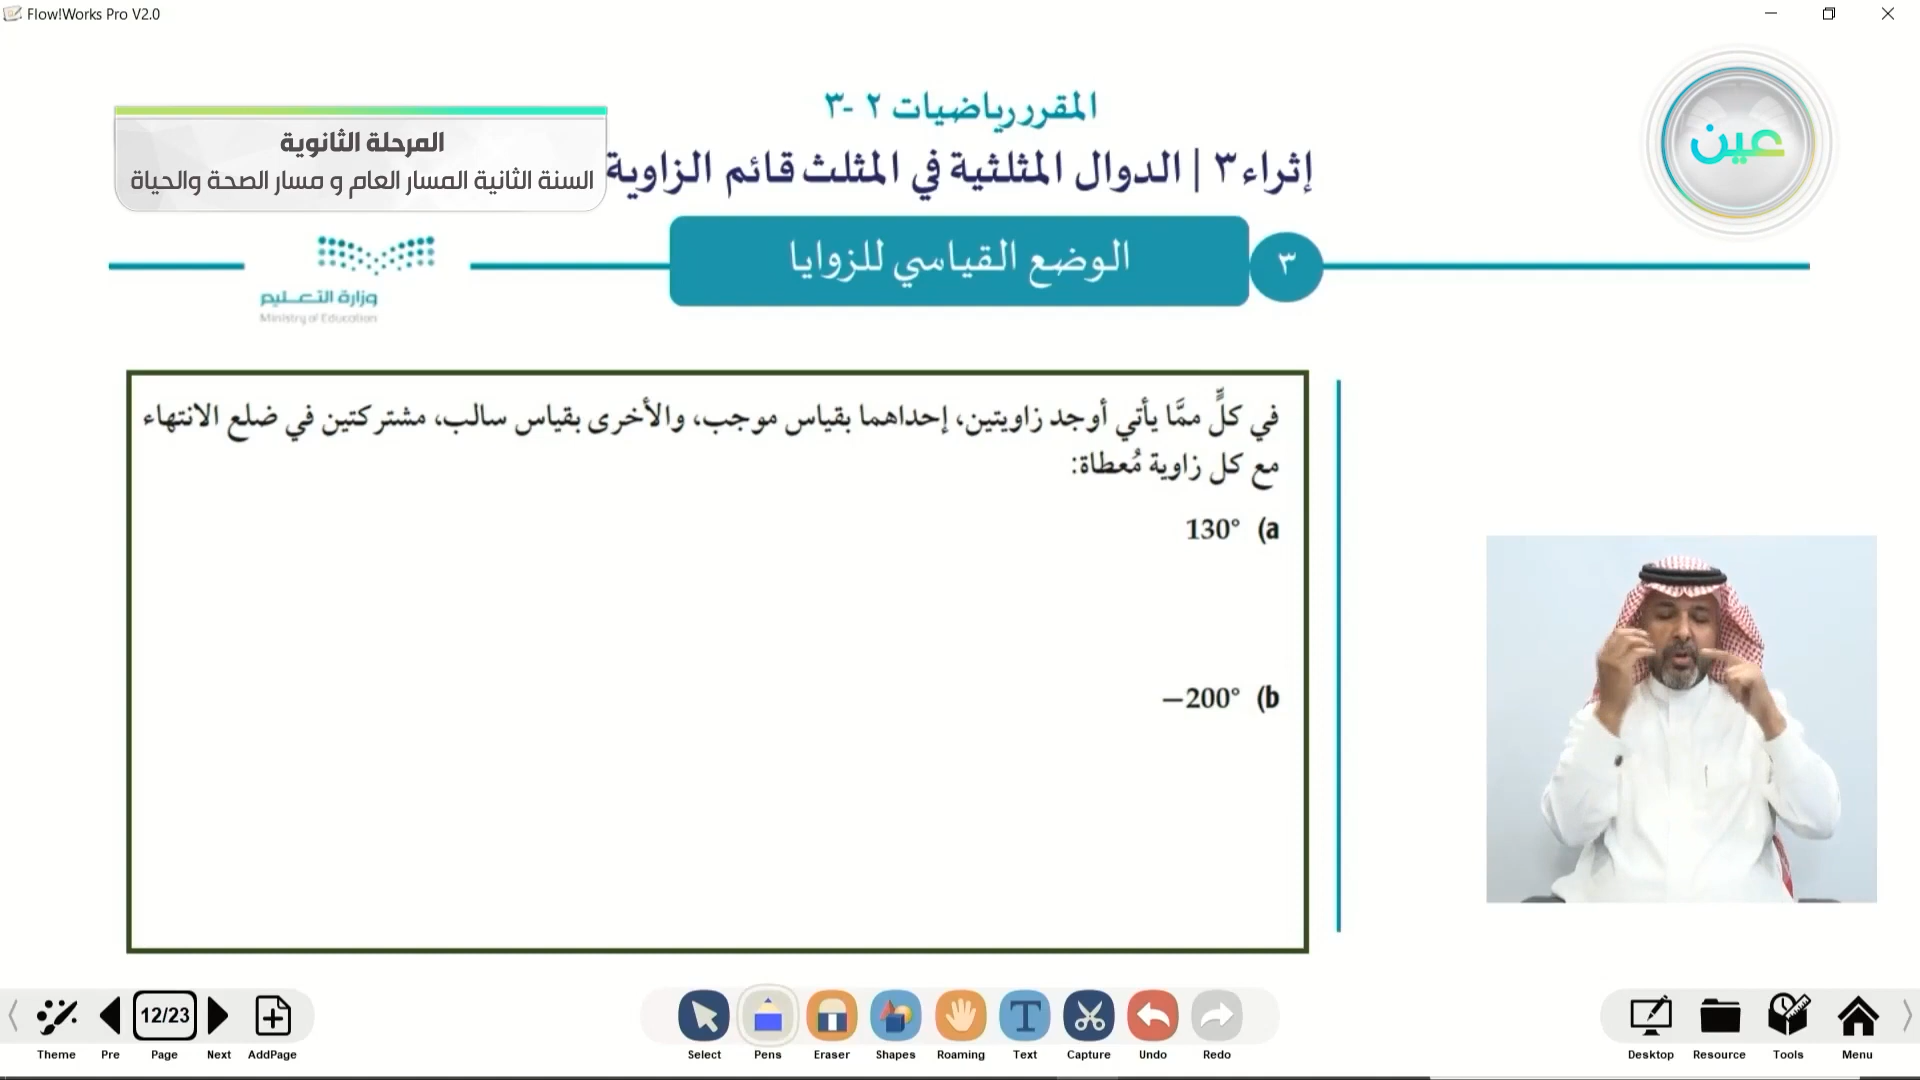 Flow!Works Pro V2.0
المقرر رياضيات ٢ -٣
إثراء ٣ | الدوال المثلثية في المثلث قائم الزاوية
المرحلة الثانوية
السنة الثانية المسار العام و مسار الصحة والحياة
عين
٣
الوضع القياسي للزوايا
وزارة التعليم
Ministry of Education
في كلٍّ ممَّا يأتي أوجد زاويتين، إحداهما بقياس موجب، والأخرى بقياس سالب، مشتركتين في ضلع الانتهاء
مع كل زاوية مُعطاة:
130° (a
−200° (b
12/23
Theme Pre Page Next AddPage
Select Pens Eraser Shapes Roaming Text Capture Undo Redo
Desktop Resource Tools Menu